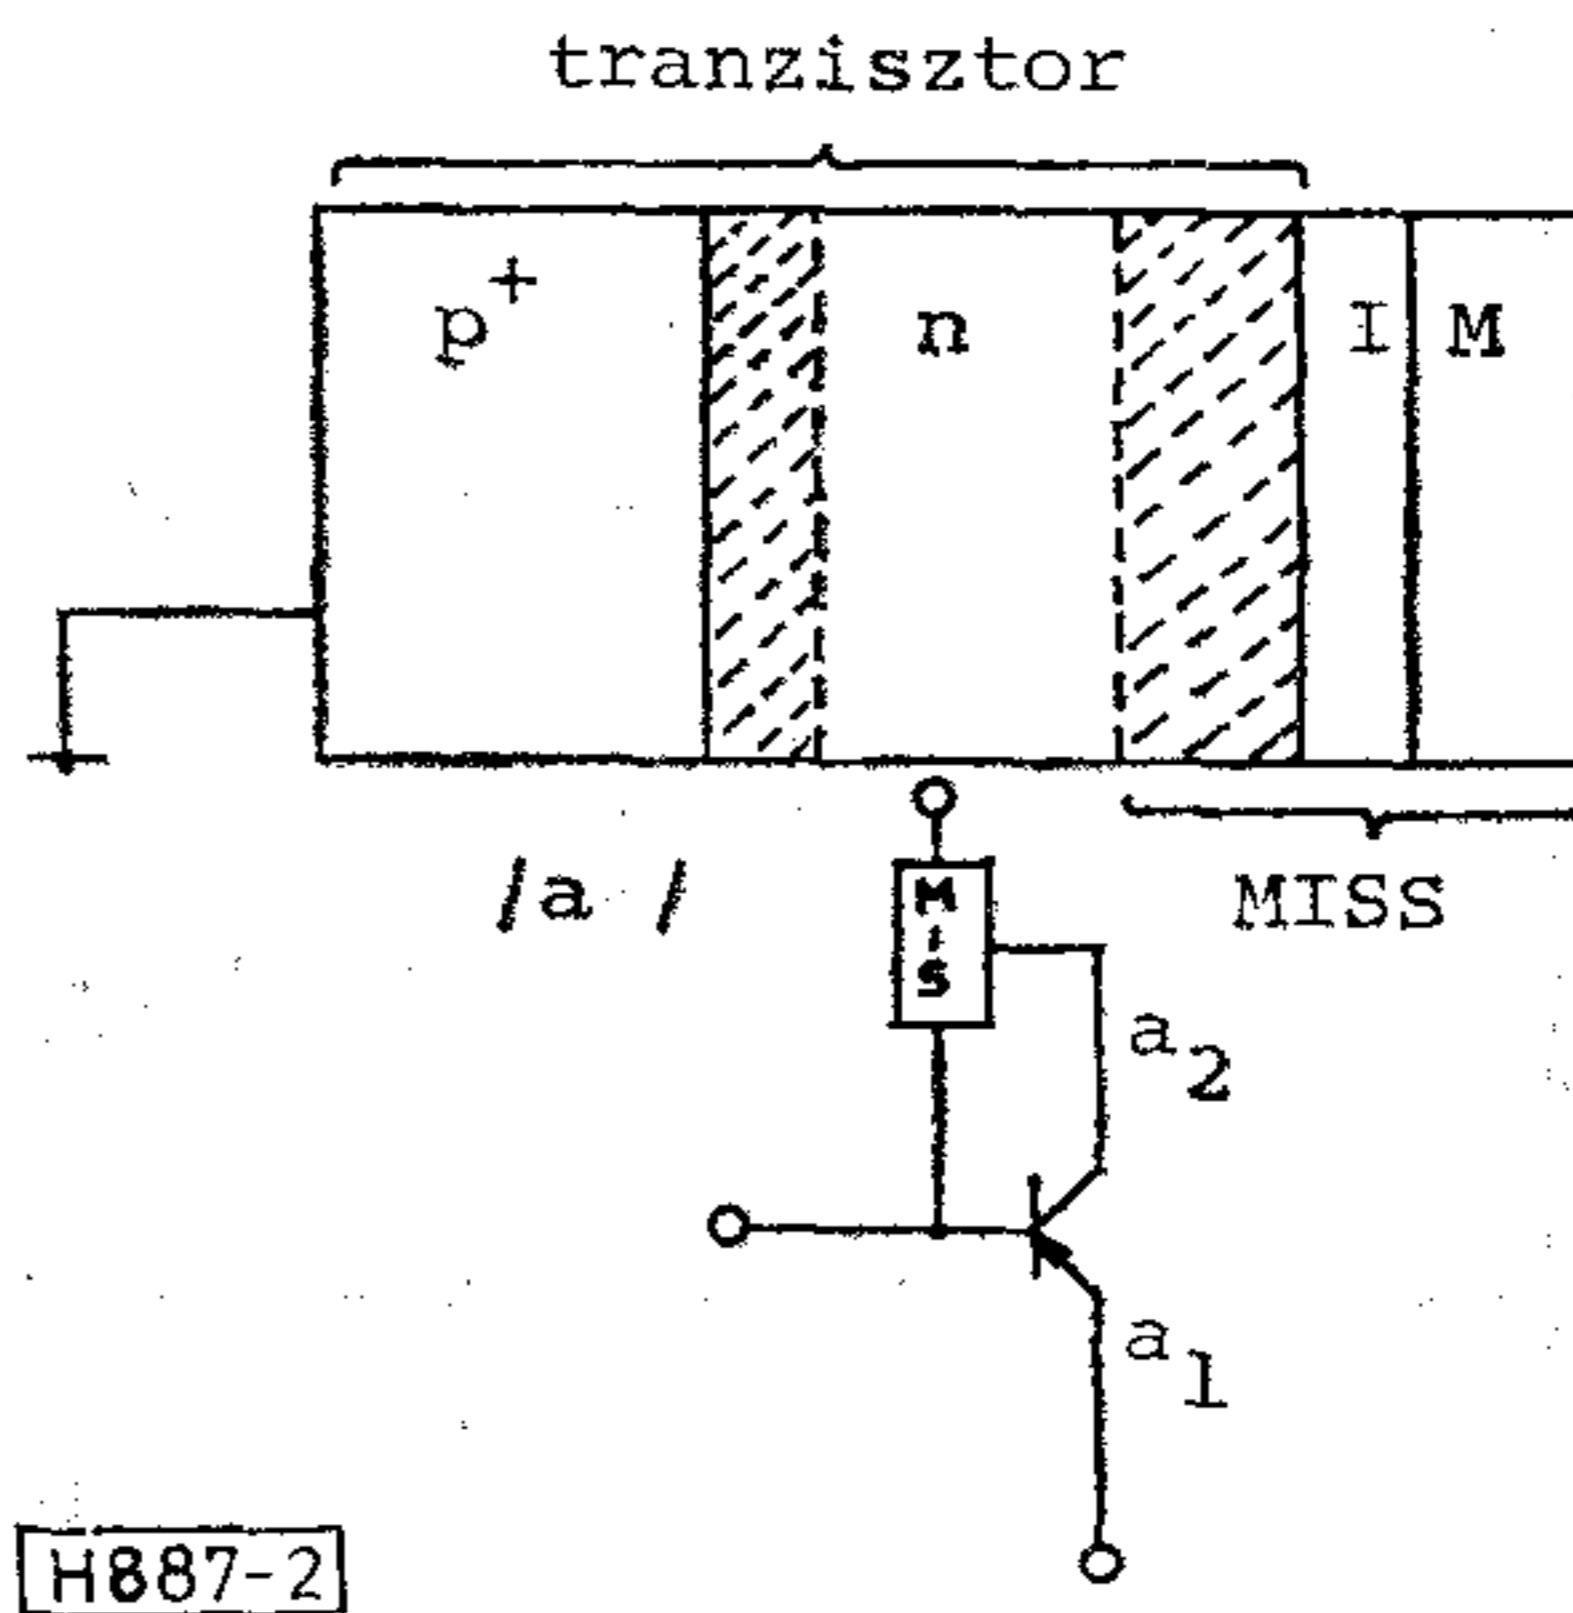 tranzisztor
p+ n I M
/a /
MISS
M
I
S
a2
a1
H887-2